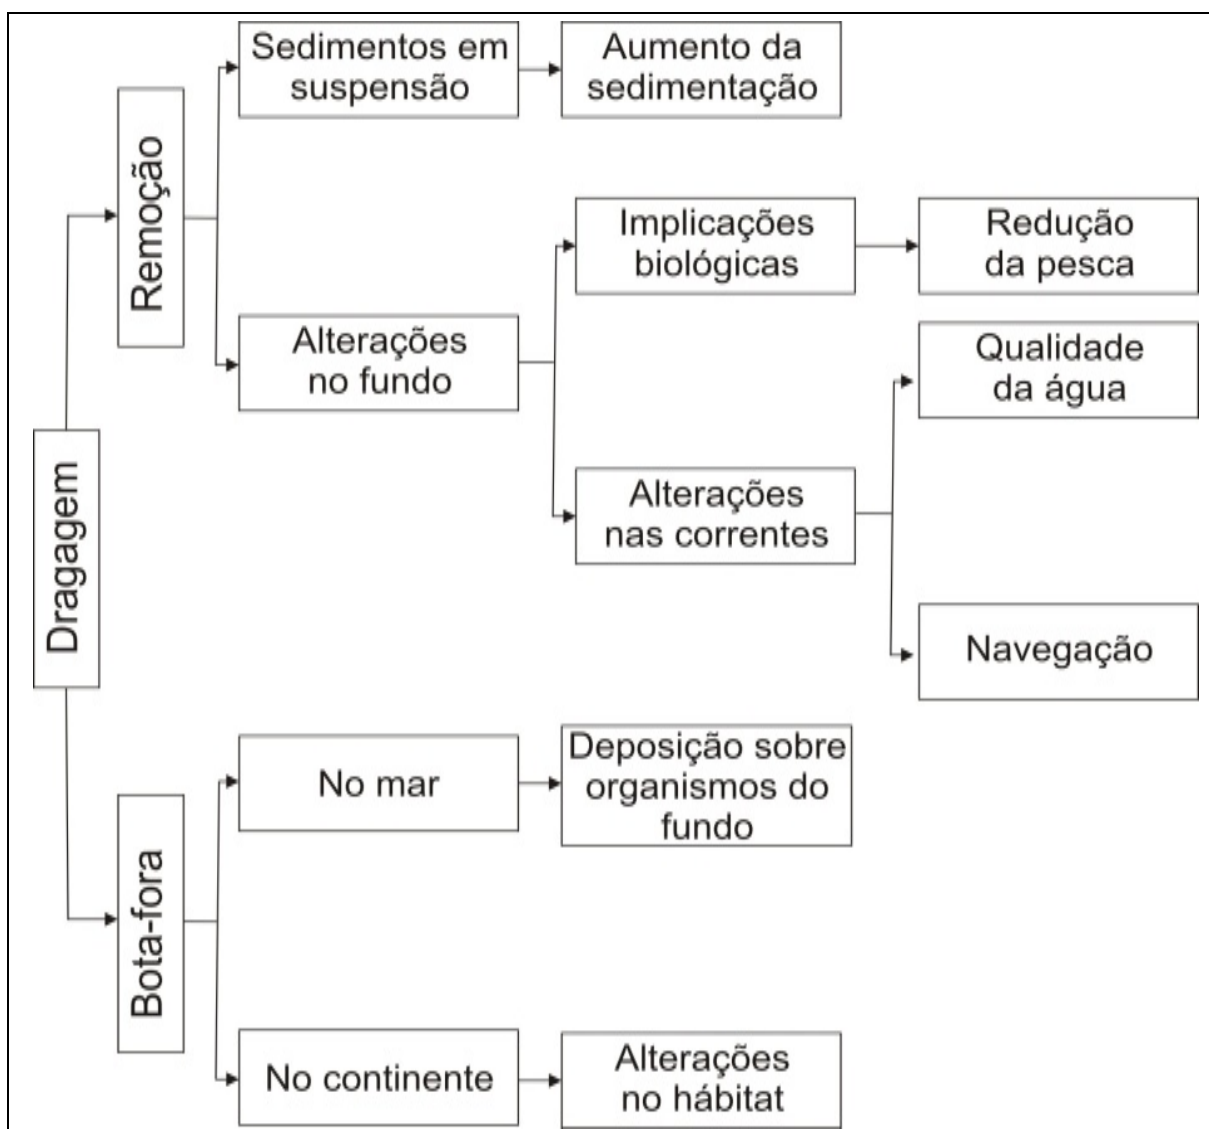 Dragagem
Remoção
Sedimentos em
suspensão
Aumento da
sedimentação
Alterações
no fundo
Implicações
biológicas
Redução
da pesca
Alterações
nas correntes
Qualidade
da água
Navegação
Bota-fora
No mar
Deposição sobre
organismos do
fundo
No continente
Alterações
no hábitat